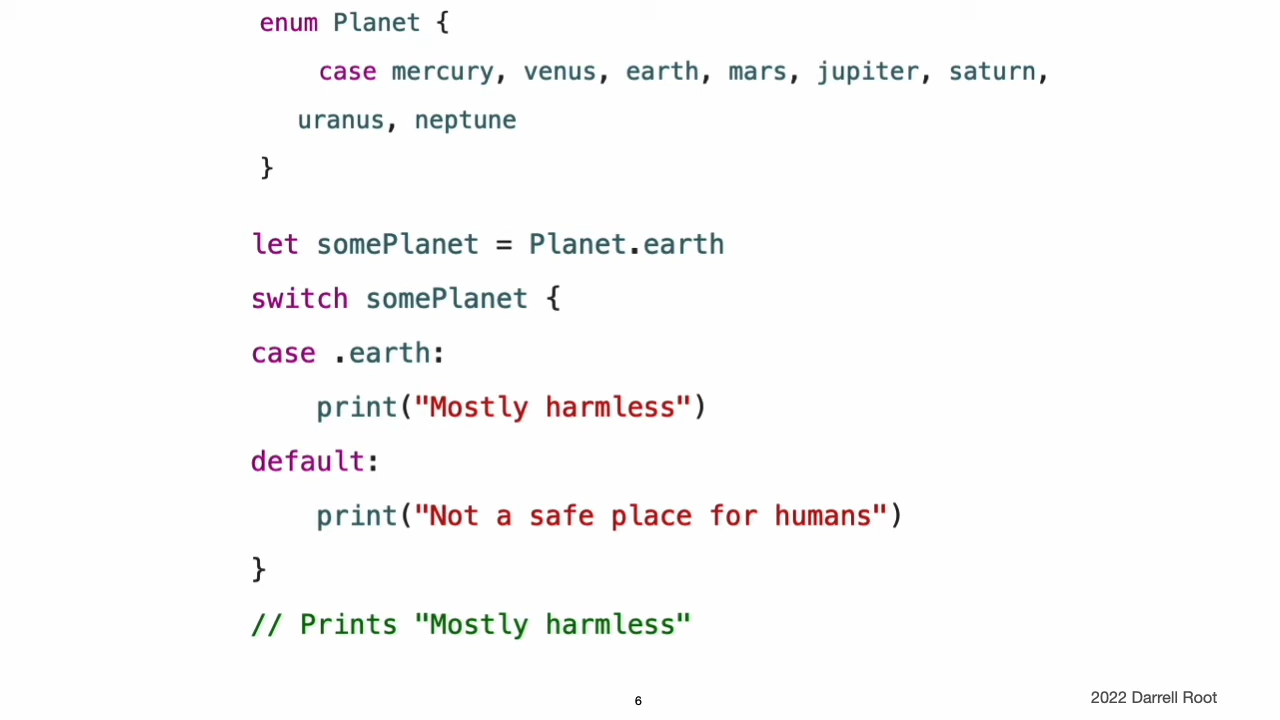 enum Planet {
case mercury, venus, earth, mars, jupiter, saturn,
uranus, neptune
}
let somePlanet = Planet.earth
switch somePlanet {
case .earth:
print("Mostly harmless")
default:
print("Not a safe place for humans")
}
// Prints "Mostly harmless"
6
2022 Darrell Root